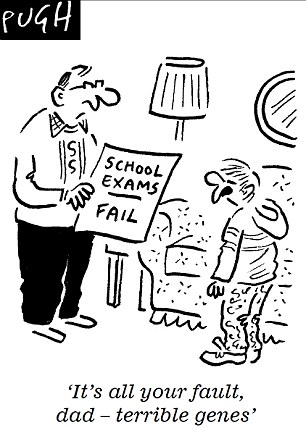 PUGH
SCHOOL
EXAMS
FAIL
‘It’s all your fault,
dad – terrible genes’